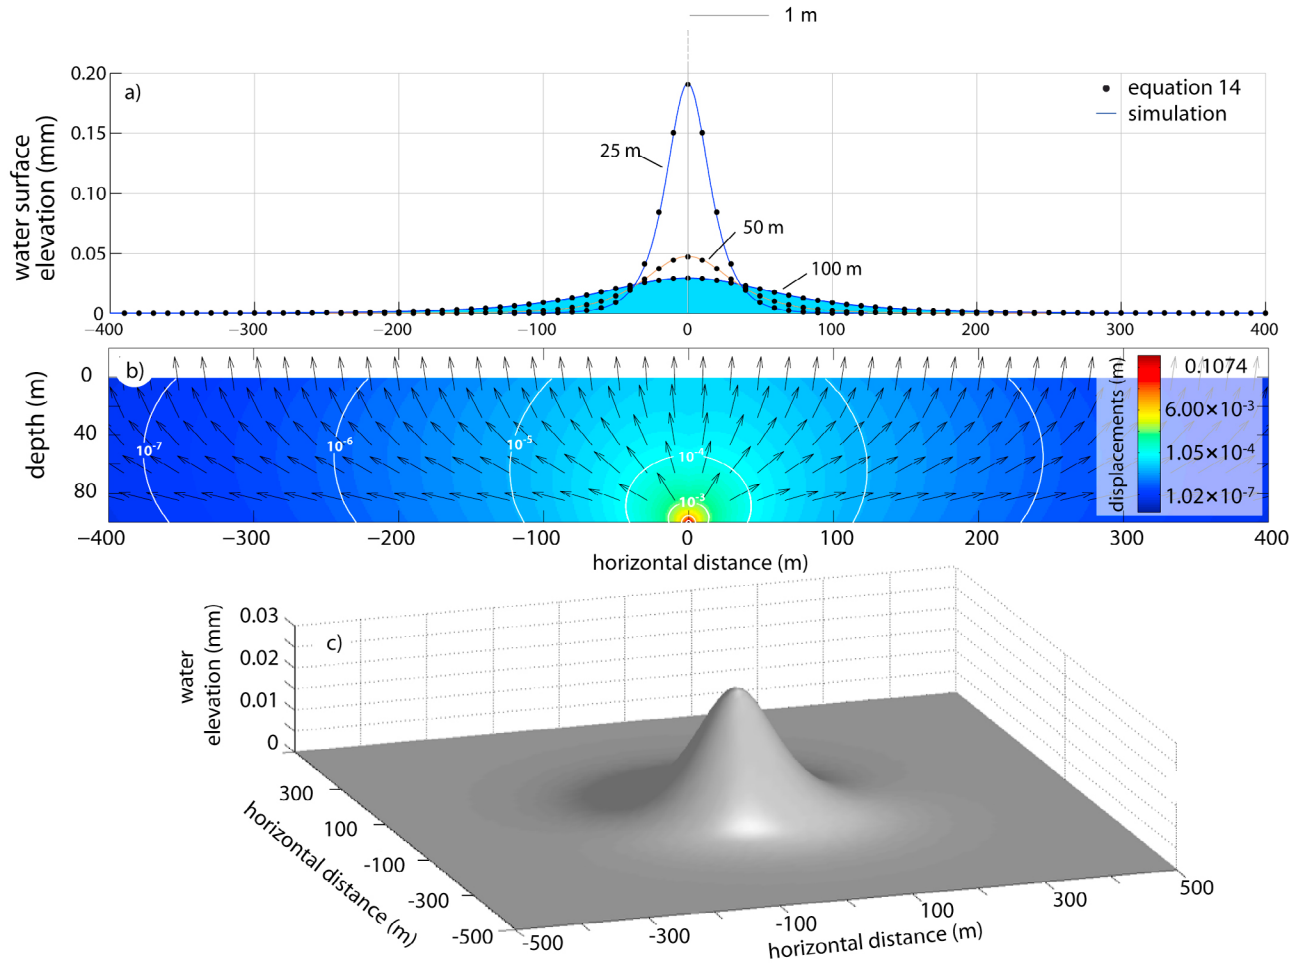 1 m
0.20
a)
equation 14
simulation
0.15
25 m
0.10
50 m
0.05
100 m
0
water surface
elevation (mm)
−400
−300
−200
−100
0
100
200
300
400
b)
0
40
80
depth (m)
10⁻⁷
10⁻⁶
10⁻⁵
10⁻⁴
10⁻³
displacements (m)
0.1074
6.00×10⁻³
1.05×10⁻⁴
1.02×10⁻⁷
−400
−300
−200
−100
0
100
200
300
400
horizontal distance (m)
c)
water
elevation (mm)
0.03
0.02
0.01
0
300
100
-100
-300
-500
horizontal distance (m)
-500
-300
-100
100
300
500
horizontal distance (m)